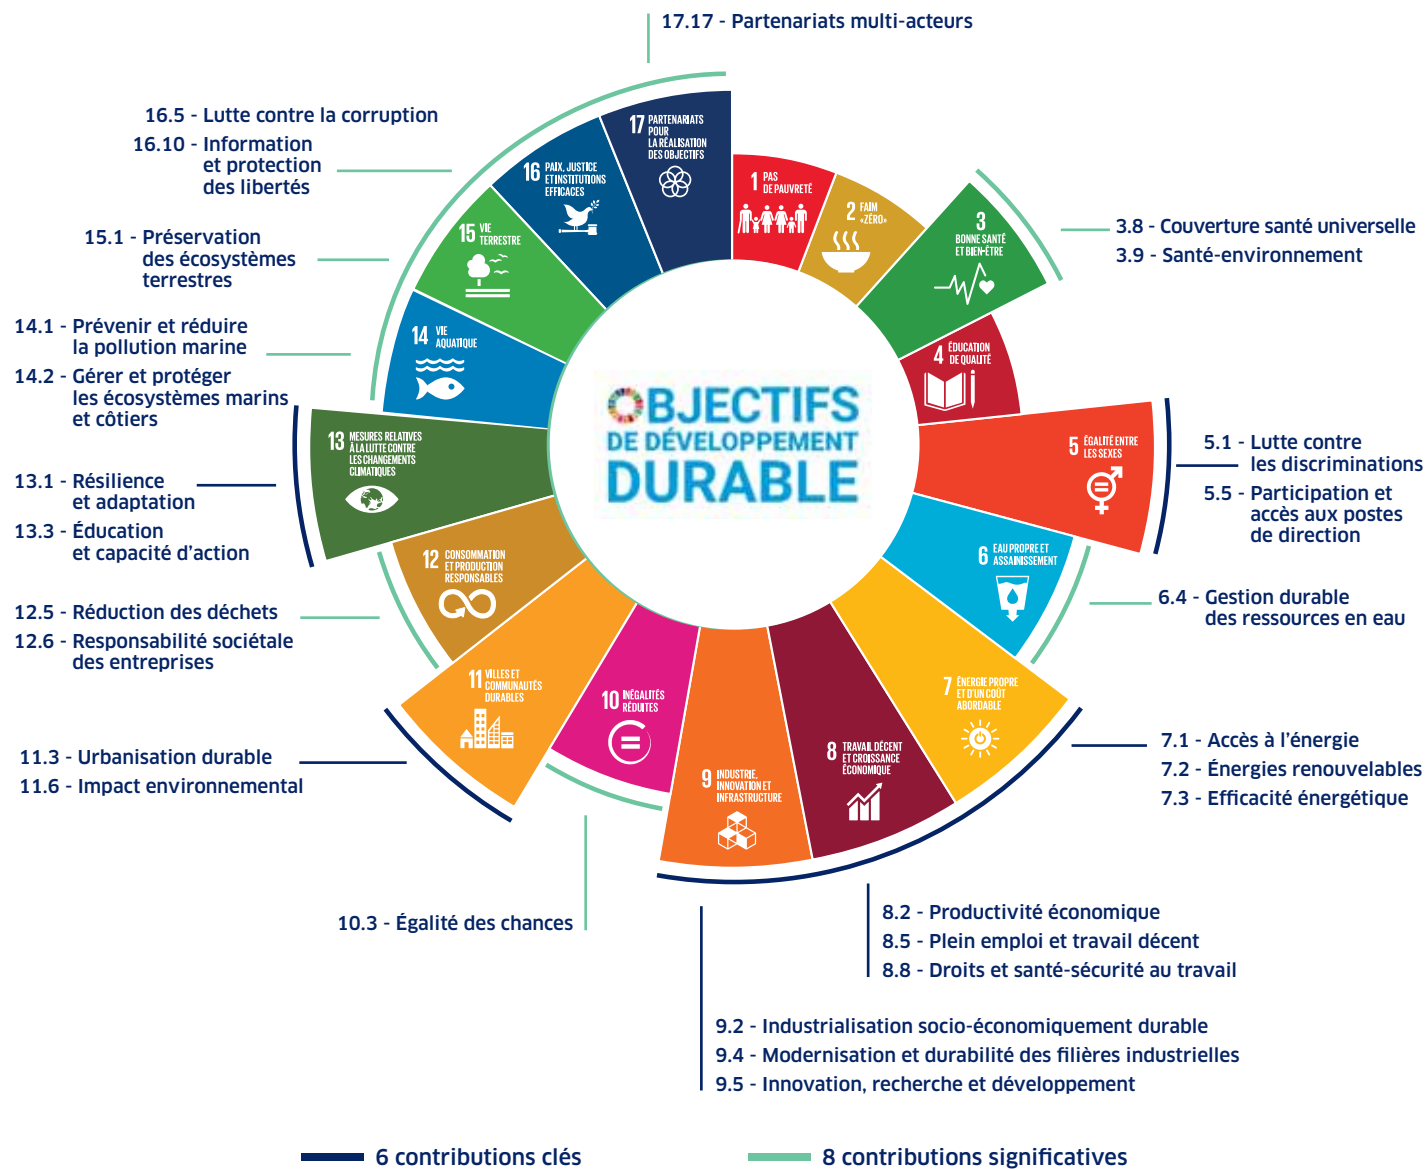 17.17 - Partenariats multi-acteurs
16.5 - Lutte contre la corruption
16.10 - Information
et protection
des libertés
15.1 - Préservation
des écosystèmes
terrestres
14.1 - Prévenir et réduire
la pollution marine
14.2 - Gérer et protéger
les écosystèmes marins
et côtiers
13.1 - Résilience
et adaptation
13.3 - Éducation
et capacité d'action
12.5 - Réduction des déchets
12.6 - Responsabilité sociétale
des entreprises
11.3 - Urbanisation durable
11.6 - Impact environnemental
10.3 - Égalité des chances
1 PAS
DE PAUVRETÉ
2 FAIM
«ZÉRO»
3
BONNE SANTÉ
ET BIEN-ÊTRE
4 ÉDUCATION
DE QUALITÉ
5 ÉGALITÉ ENTRE
LES SEXES
6 EAU PROPRE ET
ASSAINISSEMENT
7 ÉNERGIE PROPRE
ET D'UN COÛT
ABORDABLE
8 TRAVAIL DÉCENT
ET CROISSANCE
ÉCONOMIQUE
9 INDUSTRIE,
INNOVATION ET
INFRASTRUCTURE
10 INÉGALITÉS
RÉDUITES
11 VILLES ET
COMMUNAUTÉS
DURABLES
12 CONSOMMATION
ET PRODUCTION
RESPONSABLES
13 MESURES RELATIVES
À LA LUTTE CONTRE
LES CHANGEMENTS
CLIMATIQUES
14 VIE
AQUATIQUE
15 VIE
TERRESTRE
16 PAIX, JUSTICE
ET INSTITUTIONS
EFFICACES
17 PARTENARIATS
POUR
LA RÉALISATION
DES OBJECTIFS
OBJECTIFS
DE DÉVELOPPEMENT
DURABLE
3.8 - Couverture santé universelle
3.9 - Santé-environnement
5.1 - Lutte contre
les discriminations
5.5 - Participation et
accès aux postes
de direction
6.4 - Gestion durable
des ressources en eau
7.1 - Accès à l'énergie
7.2 - Énergies renouvelables
7.3 - Efficacité énergétique
8.2 - Productivité économique
8.5 - Plein emploi et travail décent
8.8 - Droits et santé-sécurité au travail
9.2 - Industrialisation socio-économiquement durable
9.4 - Modernisation et durabilité des filières industrielles
9.5 - Innovation, recherche et développement
6 contributions clés
8 contributions significatives